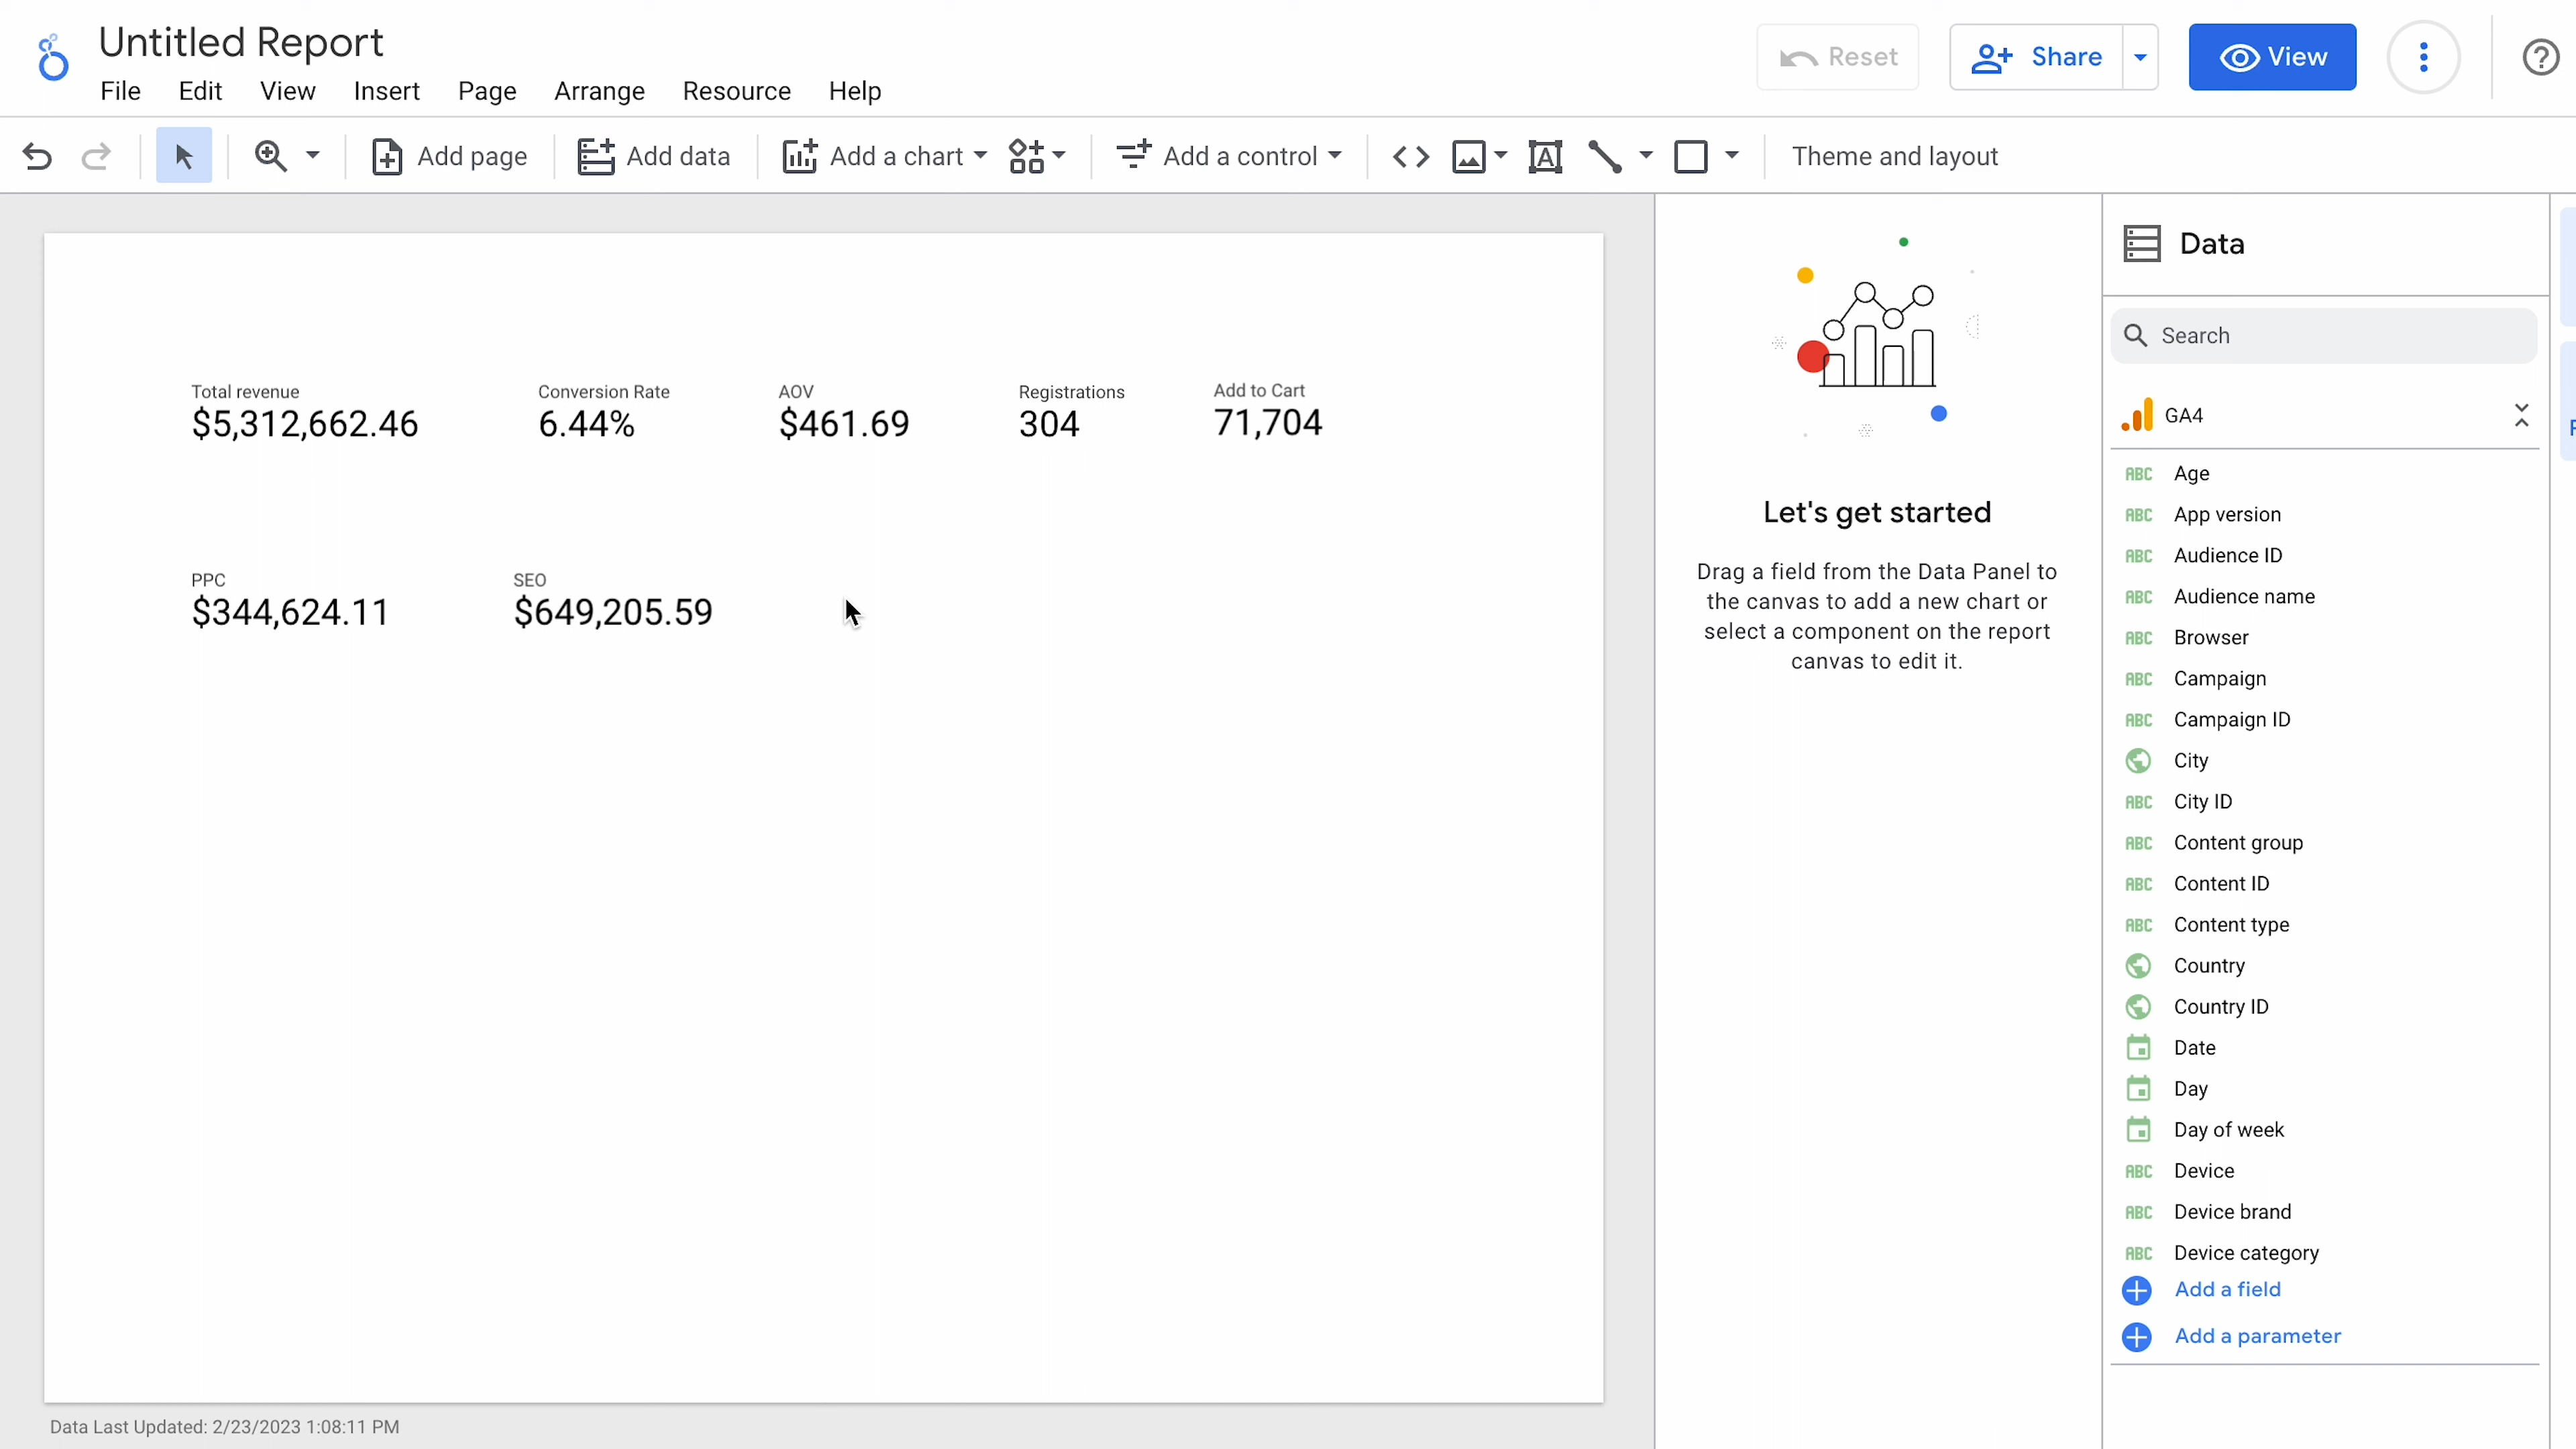 Untitled Report
File Edit View Insert Page Arrange Resource Help
Reset Share View
Add page Add data Add a chart Add a control Theme and layout
Total revenue
$5,312,662.46
Conversion Rate
6.44%
AOV
$461.69
Registrations
304
Add to Cart
71,704
PPC
$344,624.11
SEO
$649,205.59
Data Last Updated: 2/23/2023 1:08:11 PM
Let's get started
Drag a field from the Data Panel to
the canvas to add a new chart or
select a component on the report
canvas to edit it.
Data
Search
GA4
ABC Age
ABC App version
ABC Audience ID
ABC Audience name
ABC Browser
ABC Campaign
ABC Campaign ID
City
ABC City ID
ABC Content group
ABC Content ID
ABC Content type
Country
Country ID
Date
Day
Day of week
ABC Device
ABC Device brand
ABC Device category
Add a field
Add a parameter